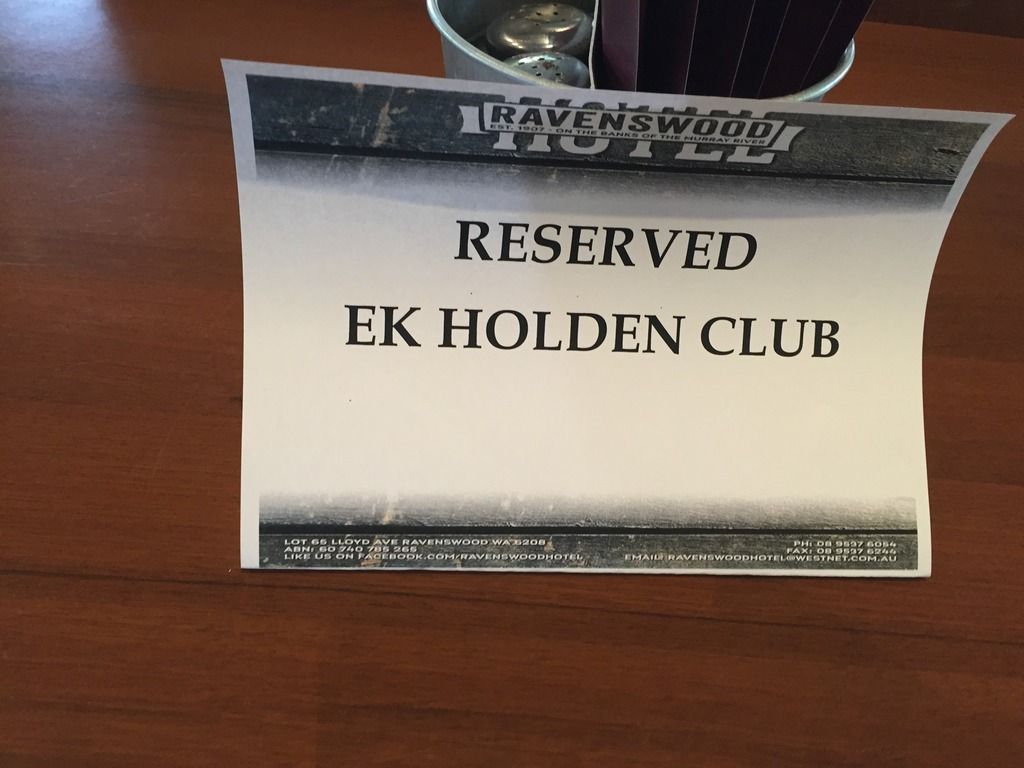 RAVENSWOOD
EST. 1907 - ON THE BANKS OF THE MURRAY RIVER
HOTEL
RESERVED
EK HOLDEN CLUB
LOT 65 LLOYD AVE RAVENSWOOD WA 6208
ABN: 60 740 785 265
LIKE US ON FACEBOOK.COM/RAVENSWOODHOTEL
PH: 08 9537 6054
FAX: 08 9537 6244
EMAIL: RAVENSWOODHOTEL@WESTNET.COM.AU